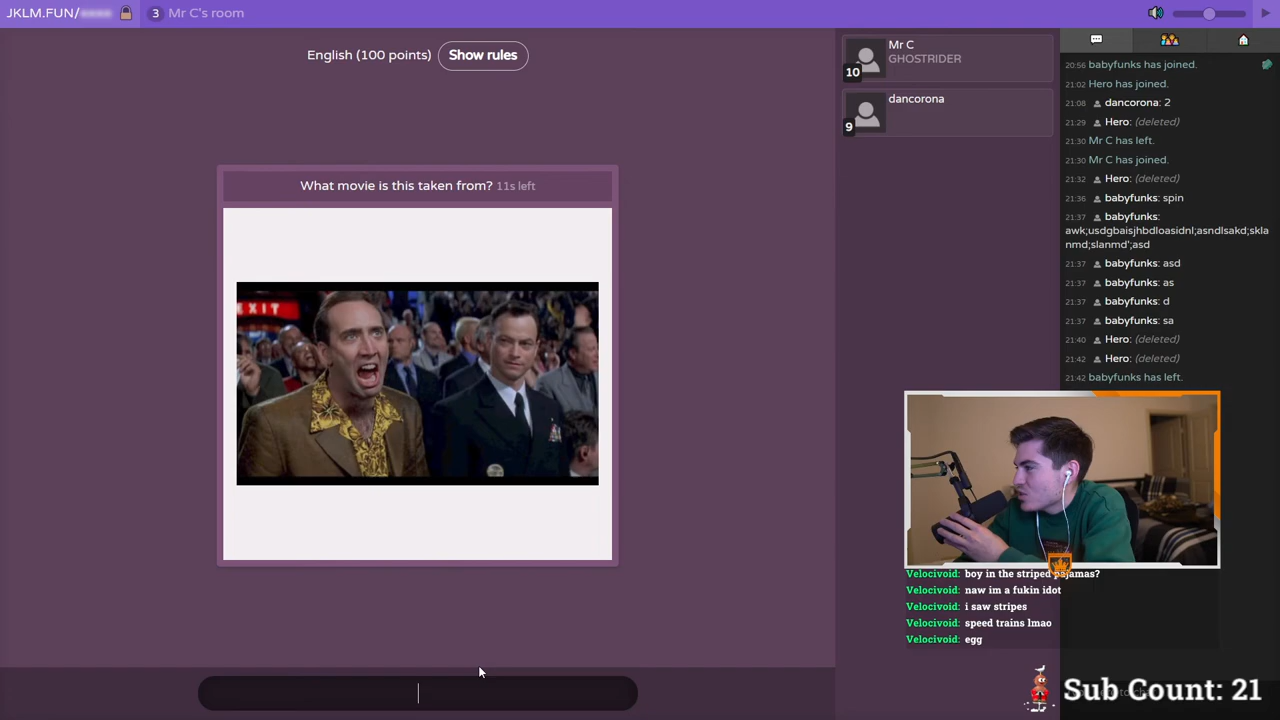 JKLM.FUN/
3 Mr C's room
English (100 points) Show rules
What movie is this taken from? 11s left
EXIT
Mr C
GHOSTRIDER
10
dancorona
9
20:56 babyfunks has joined.
21:02 Hero has joined.
21:08 dancorona: 2
21:29 Hero: (deleted)
21:30 Mr C has left.
21:30 Mr C has joined.
21:32 Hero: (deleted)
21:36 babyfunks: spin
21:37 babyfunks:
awk;usdgbaisjhbdloasidnl;asndlsakd;skla
nmd;slanmd';asd
21:37 babyfunks: asd
21:37 babyfunks: as
21:37 babyfunks: d
21:37 babyfunks: sa
21:40 Hero: (deleted)
21:42 Hero: (deleted)
21:42 babyfunks has left.
Velocivoid: boy in the striped pajamas?
Velocivoid: naw im a fukin idot
Velocivoid: i saw stripes
Velocivoid: speed trains lmao
Velocivoid: egg
Sub Count: 21